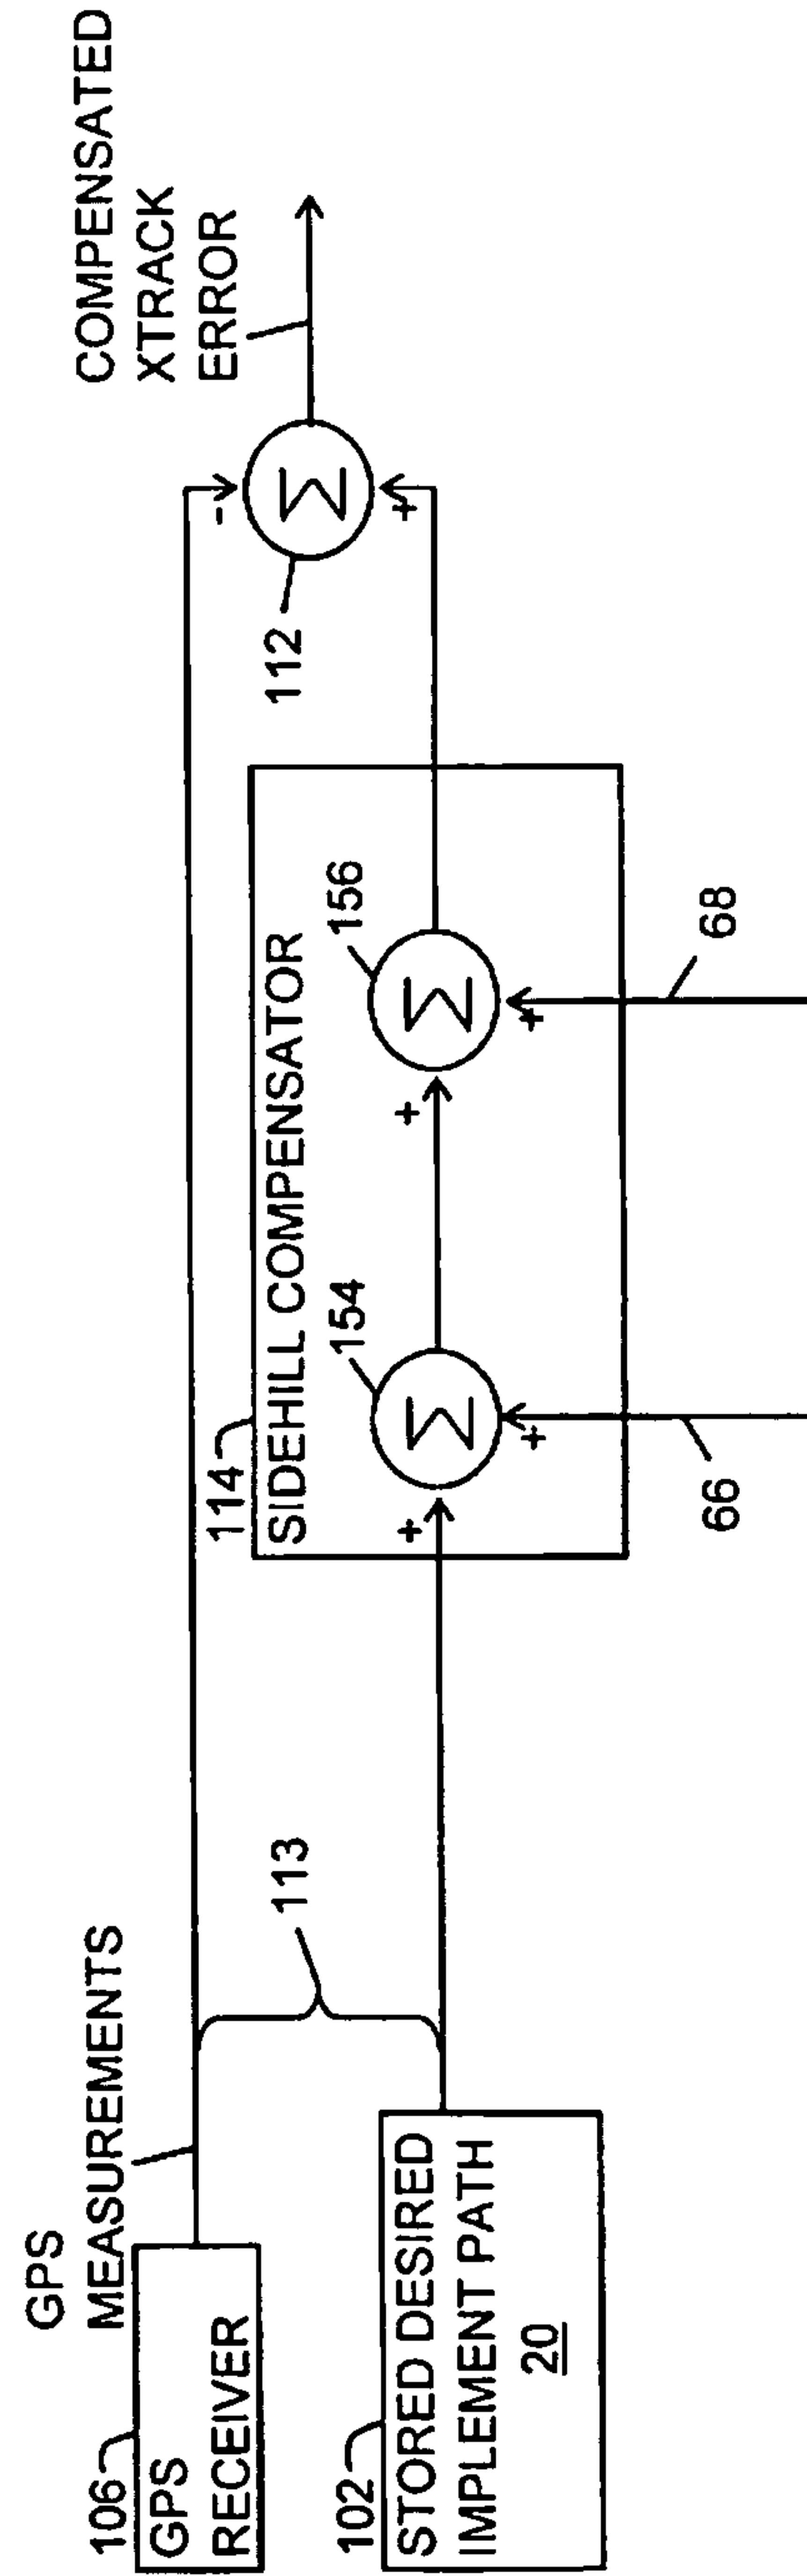 COMPENSATED
XTRACK
ERROR
-
Σ
+
112
114
SIDEHILL COMPENSATOR
154
+
Σ
+
156
+
Σ
+
66
68
GPS
MEASUREMENTS
113
106
GPS
RECEIVER
102
STORED DESIRED
IMPLEMENT PATH
20